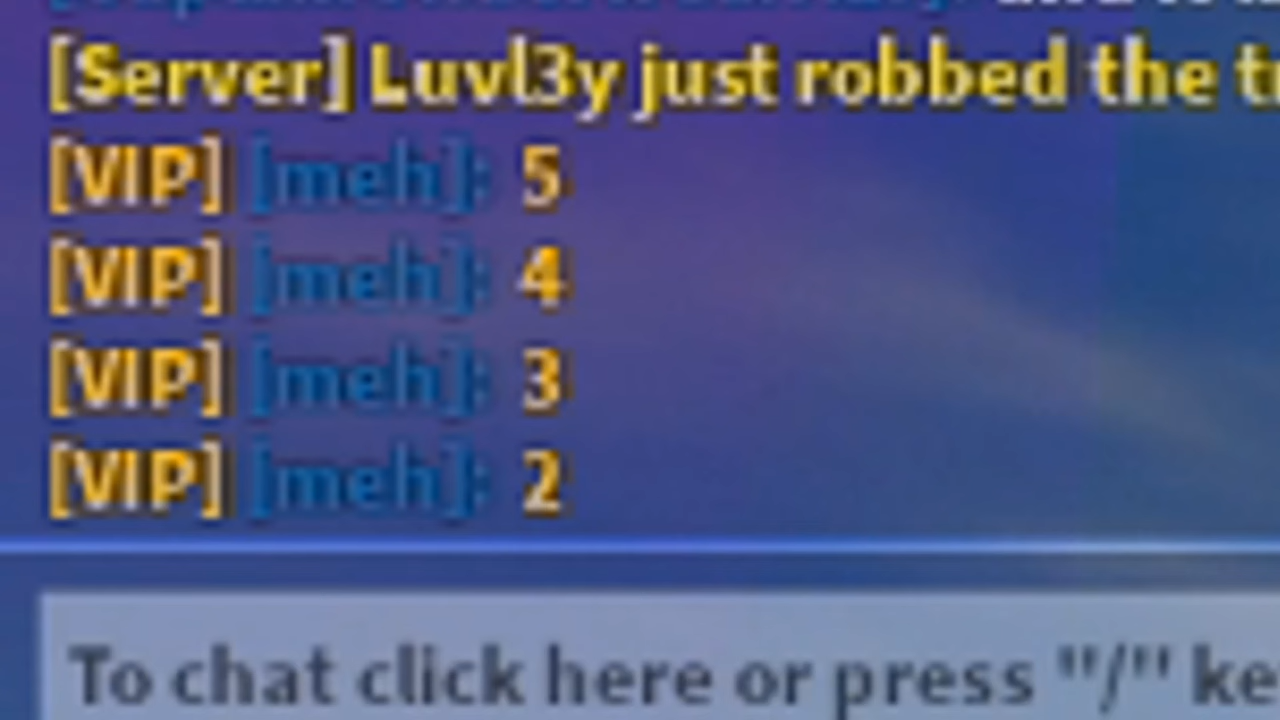 [Server] Luvl3y just robbed the
[VIP] [meh]: 5
[VIP] [meh]: 4
[VIP] [meh]: 3
[VIP] [meh]: 2
To chat click here or press "/"